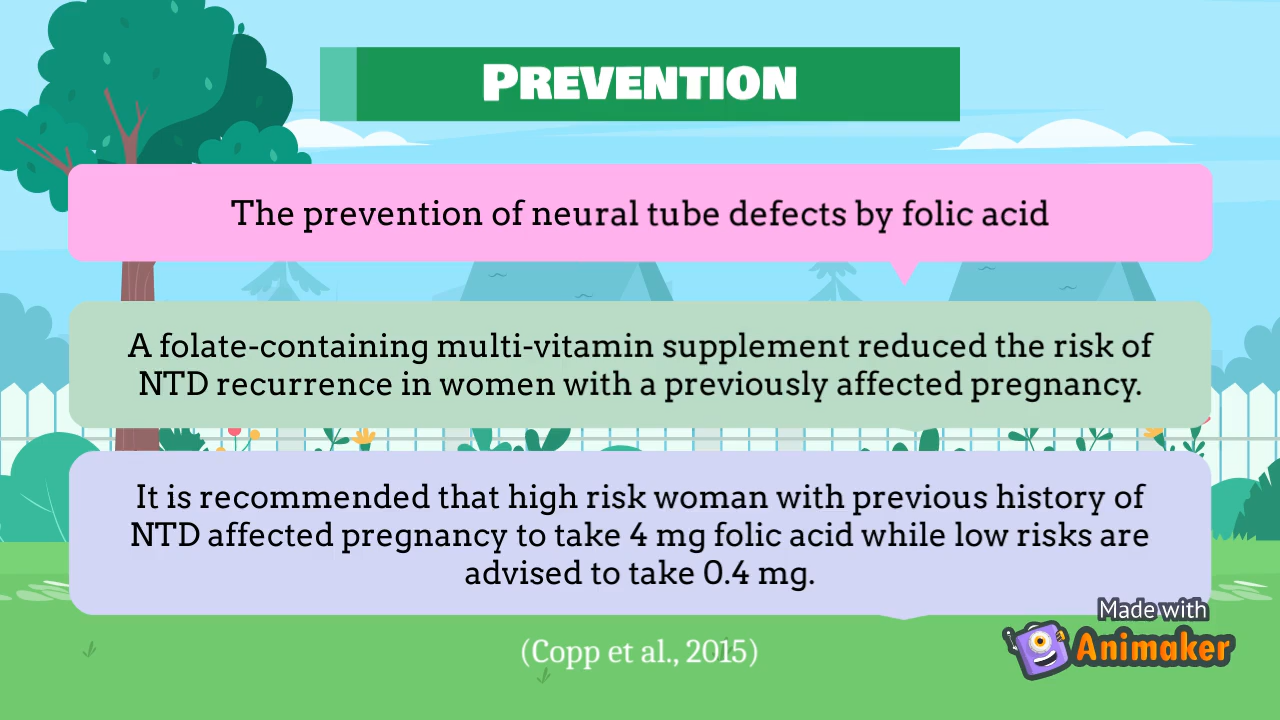 PREVENTION
The prevention of neural tube defects by folic acid
A folate-containing multi-vitamin supplement reduced the risk of
NTD recurrence in women with a previously affected pregnancy.
It is recommended that high risk woman with previous history of
NTD affected pregnancy to take 4 mg folic acid while low risks are
advised to take 0.4 mg.
(Copp et al., 2015)
Made with
Animaker